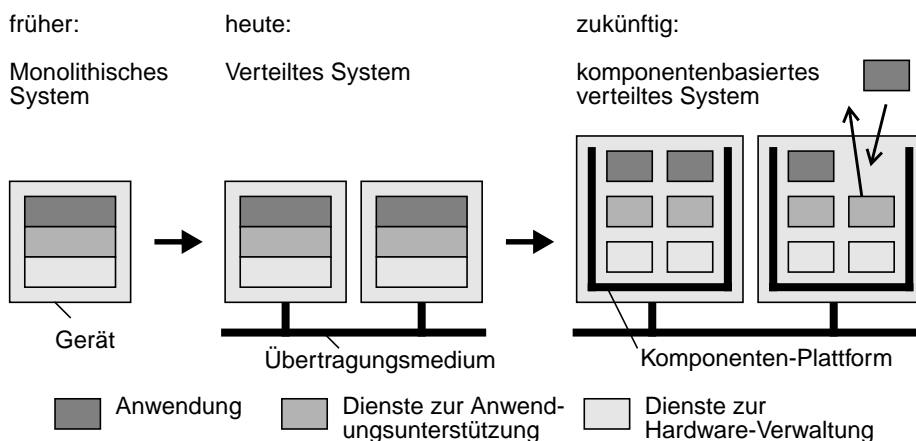 früher:
heute:
zukünftig:
Monolithisches
System
Verteiltes System
komponentenbasiertes
verteiltes System
Gerät
Übertragungsmedium
Komponenten-Plattform
Anwendung
Dienste zur Anwend-
ungsunterstützung
Dienste zur
Hardware-Verwaltung